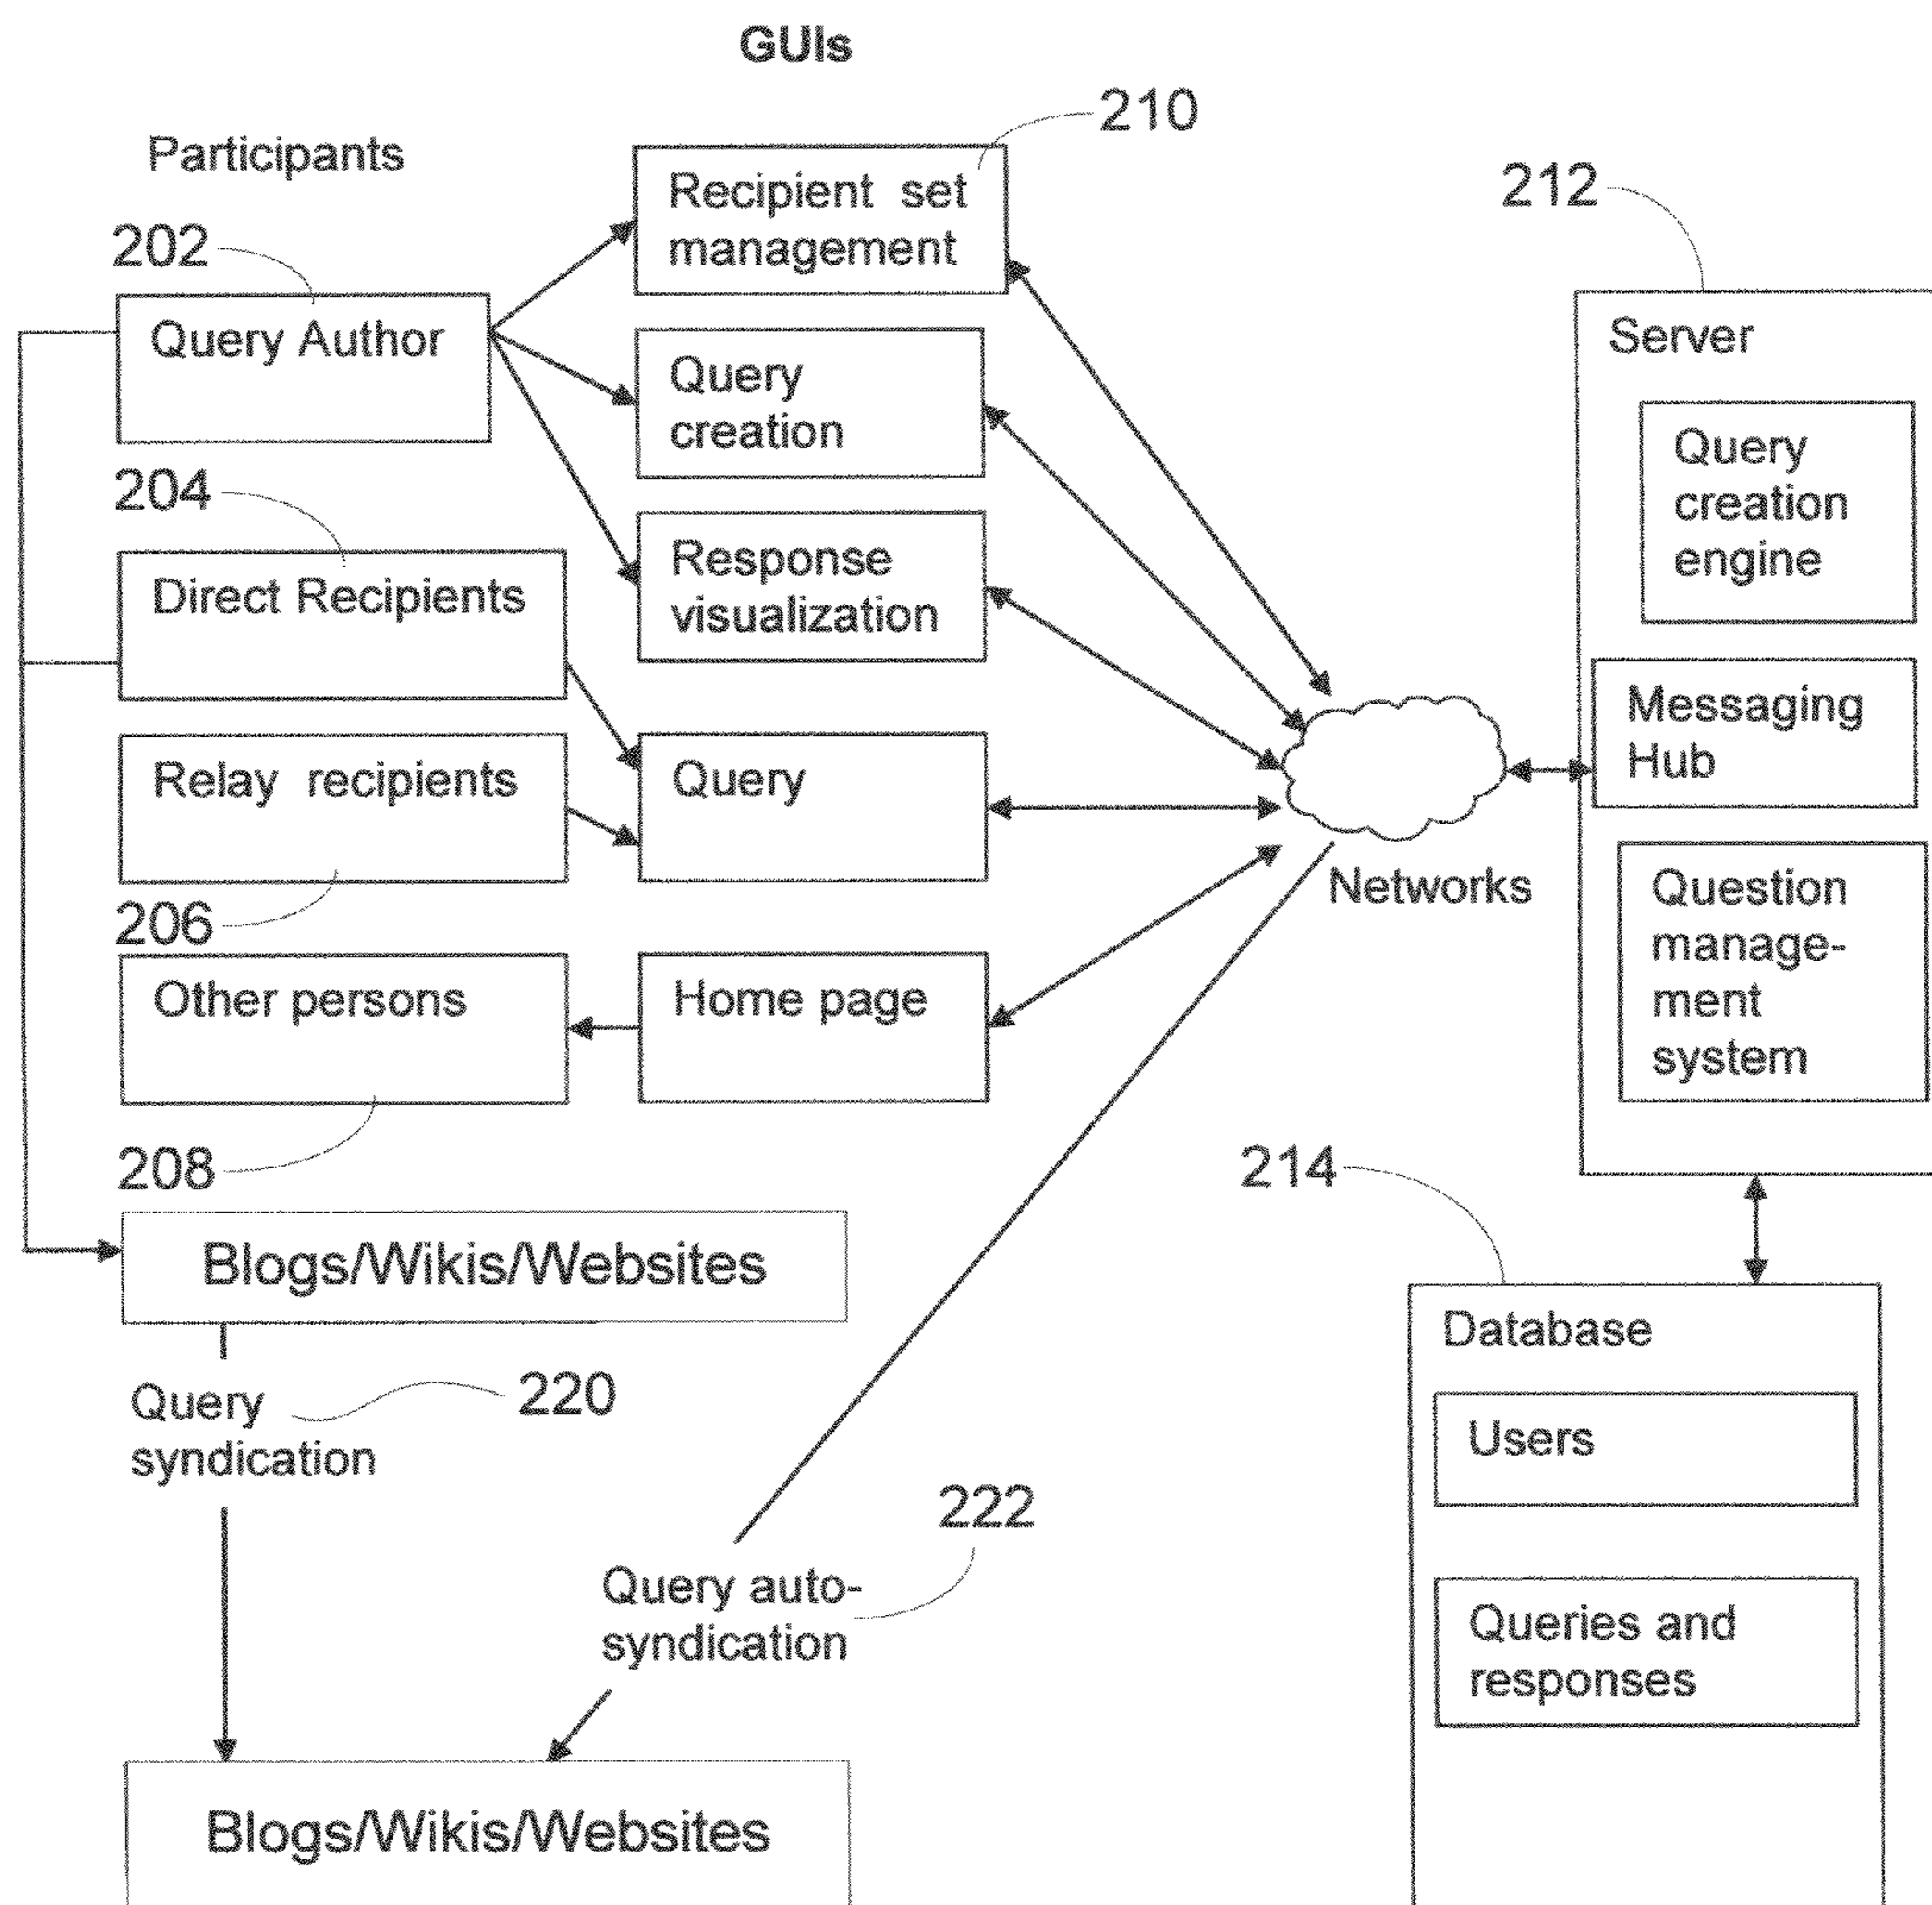 GUIs
Participants
210
Recipient set
management
202
Query Author
Query
creation
204
Direct Recipients
Response
visualization
Relay recipients
206
Query
Other persons
208
Home page
Networks
212
Server
Query
creation
engine
Messaging
Hub
Question
manage-
ment
system
214
Database
Users
Queries and
responses
Blogs/Wikis/Websites
Query
syndication
220
222
Query auto-
syndication
Blogs/Wikis/Websites